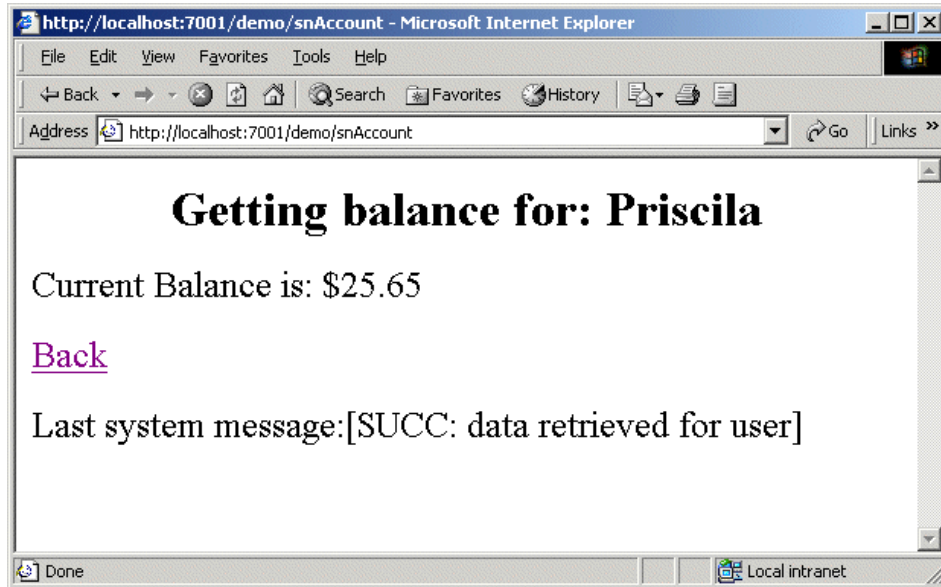 http://localhost:7001/demo/snAccount - Microsoft Internet Explorer
File Edit View Favorites Tools Help
Back Search Favorites History
Address http://localhost:7001/demo/snAccount Go Links »
Getting balance for: Priscila
Current Balance is: $25.65
Back
Last system message:[SUCC: data retrieved for user]
Done Local intranet